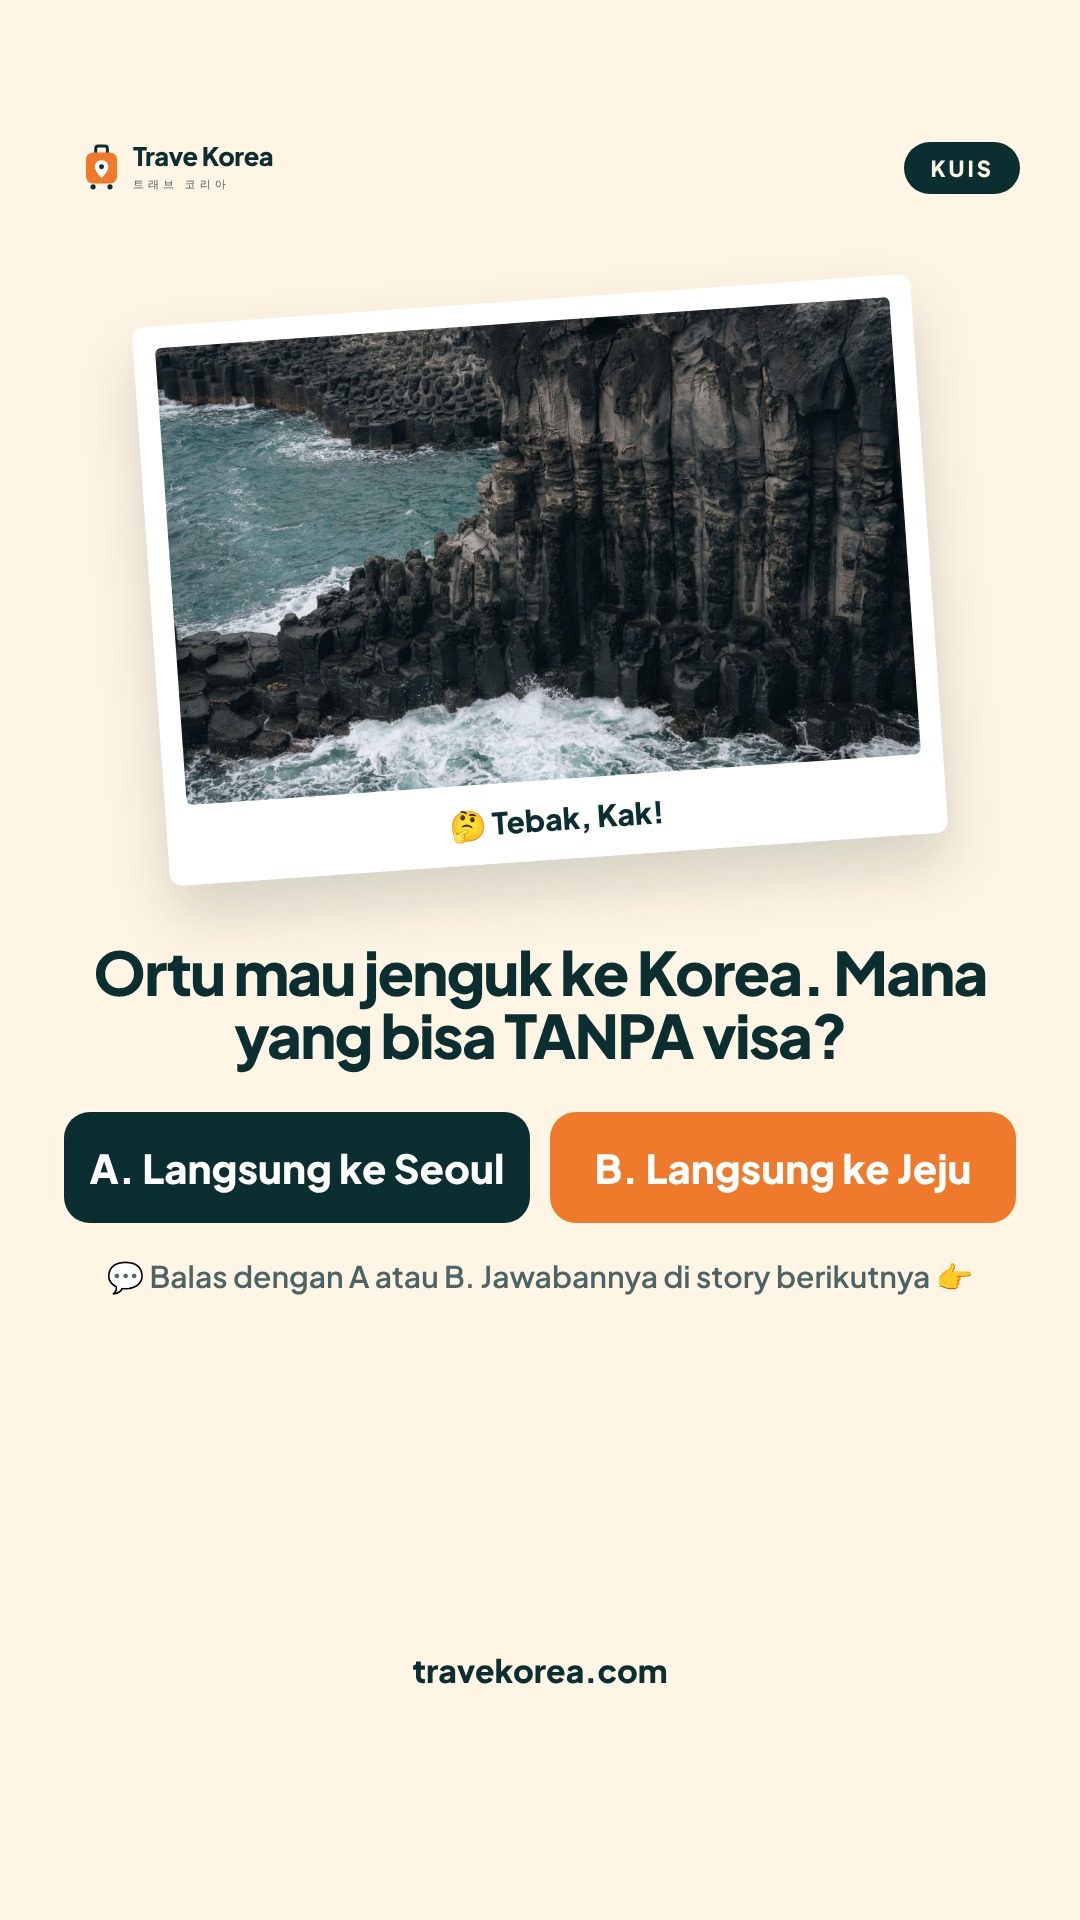 Trave Korea
트래브 코리아
KUIS
🤔 Tebak, Kak!
Ortu mau jenguk ke Korea. Mana
yang bisa TANPA visa?
A. Langsung ke Seoul
B. Langsung ke Jeju
💬 Balas dengan A atau B. Jawabannya di story berikutnya 👉
travekorea.com